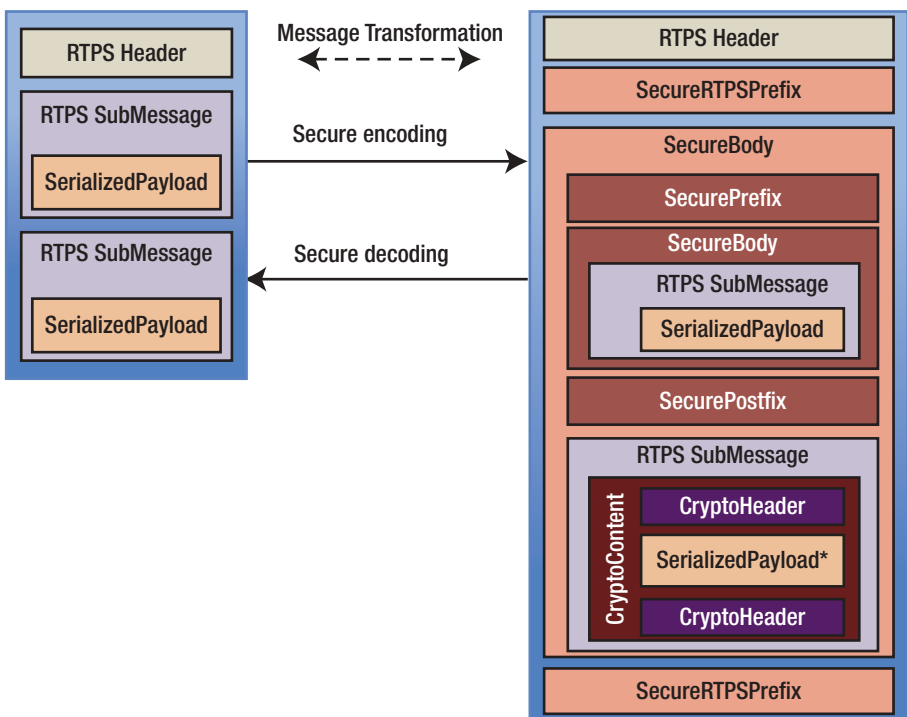 RTPS Header
RTPS SubMessage
SerializedPayload
RTPS SubMessage
SerializedPayload
Message Transformation
Secure encoding
Secure decoding
RTPS Header
SecureRTPSPrefix
SecureBody
SecurePrefix
SecureBody
RTPS SubMessage
SerializedPayload
SecurePostfix
RTPS SubMessage
CryptoContent
CryptoHeader
SerializedPayload*
CryptoHeader
SecureRTPSPrefix